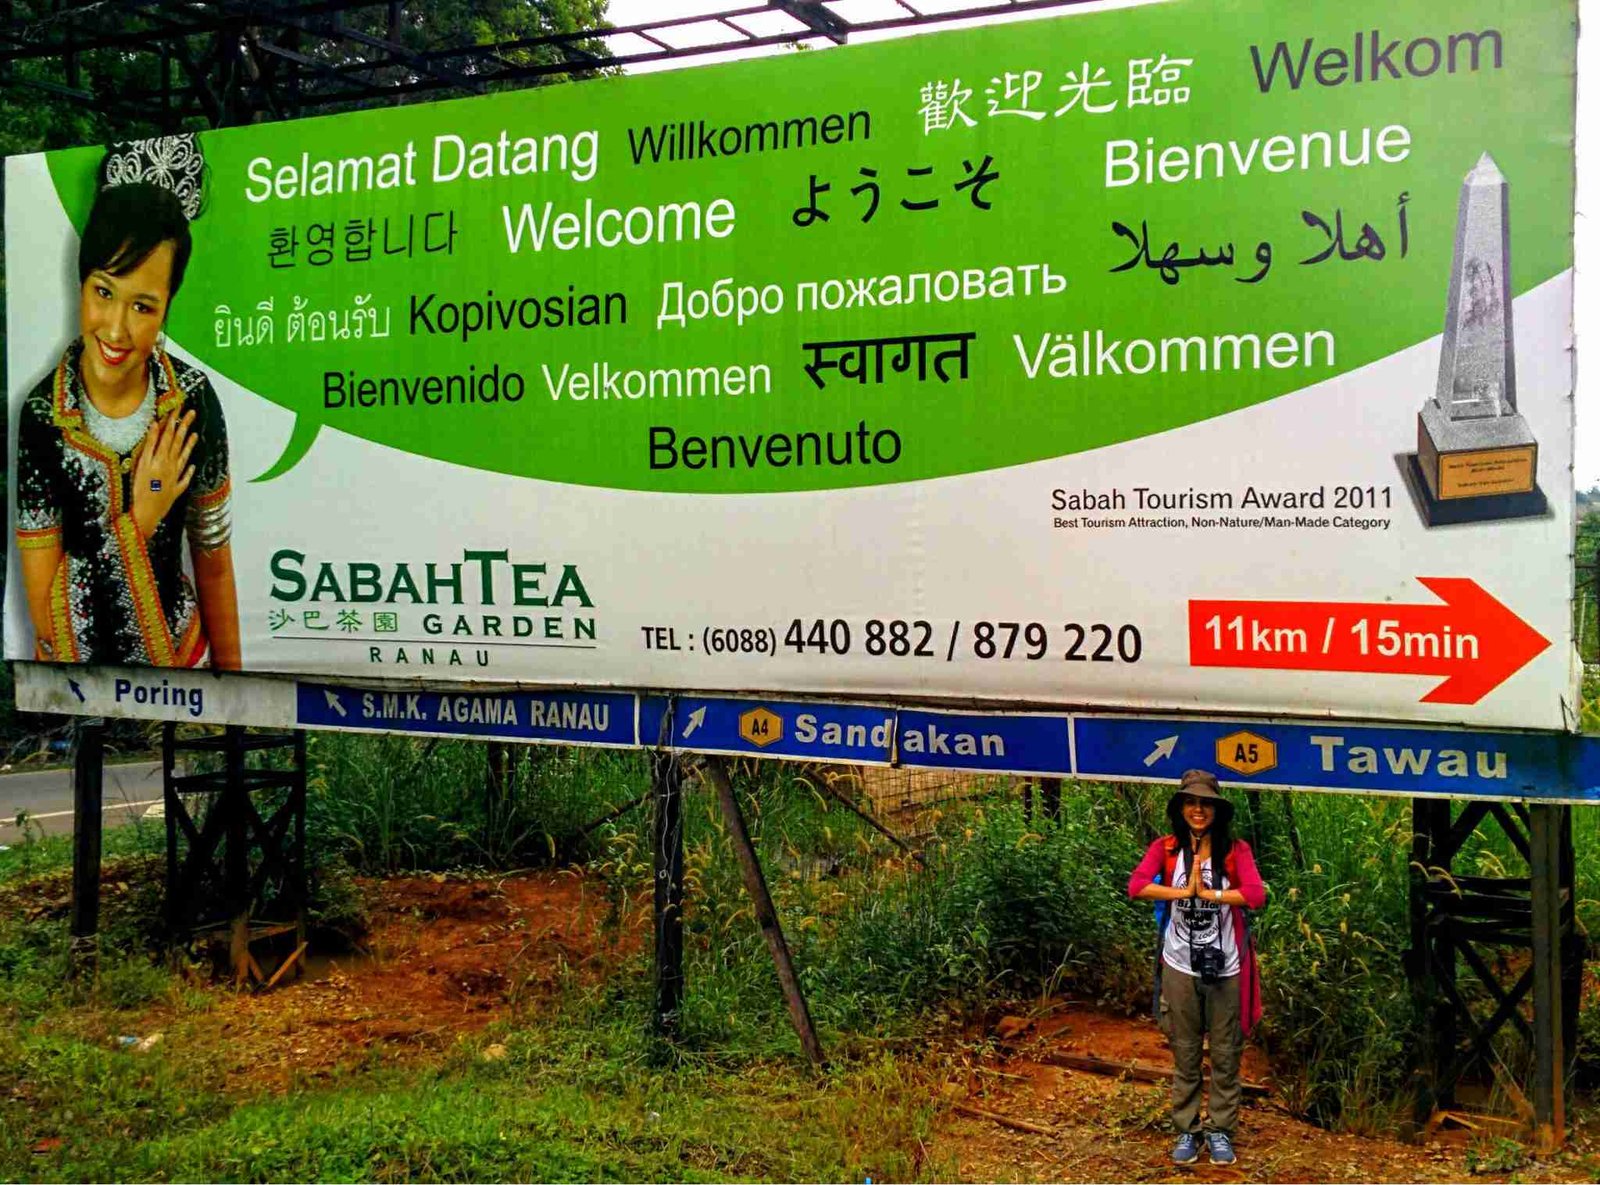 Selamat Datang Willkommen 歡迎光臨 Welkom
환영합니다 Welcome ようこそ Bienvenue
ยินดี ต้อนรับ Kopivosian Добро пожаловать أهلا وسهلا
Bienvenido Velkommen स्वागत Välkommen
Benvenuto
Sabah Tourism Award 2011
Best Tourism Attraction, Non-Nature/Man-Made Category
SABAH TEA
沙巴茶園 GARDEN
RANAU
TEL : (6088) 440 882 / 879 220
11km / 15min
Poring
S.M.K. AGAMA RANAU
A4 Sandakan
A5 Tawau